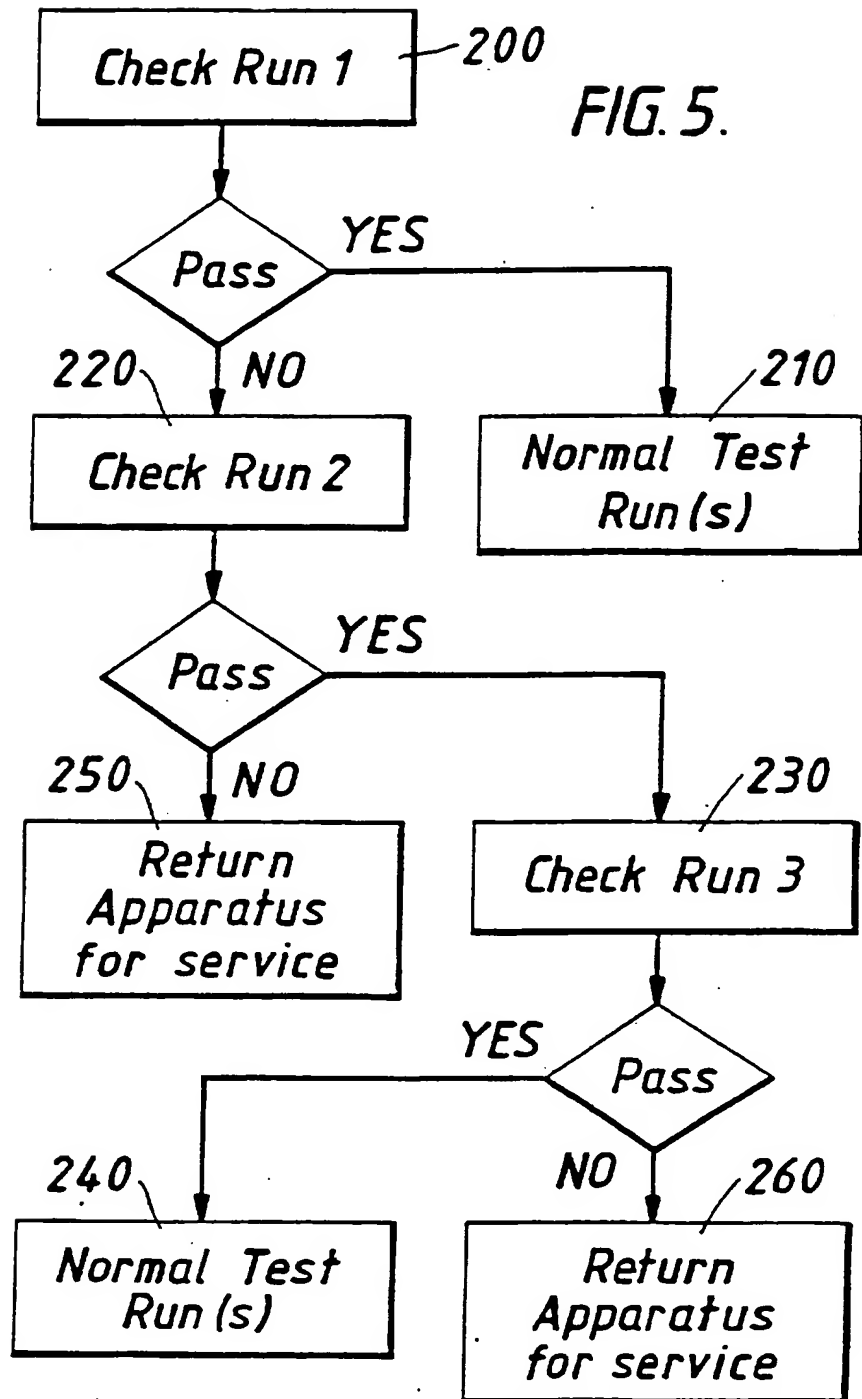 Check Run 1
200
FIG. 5.
Pass
YES
NO
220
210
Check Run 2
Normal Test
Run(s)
Pass
YES
NO
250
230
Return
Apparatus
for service
Check Run 3
Pass
YES
NO
240
260
Normal Test
Run(s)
Return
Apparatus
for service